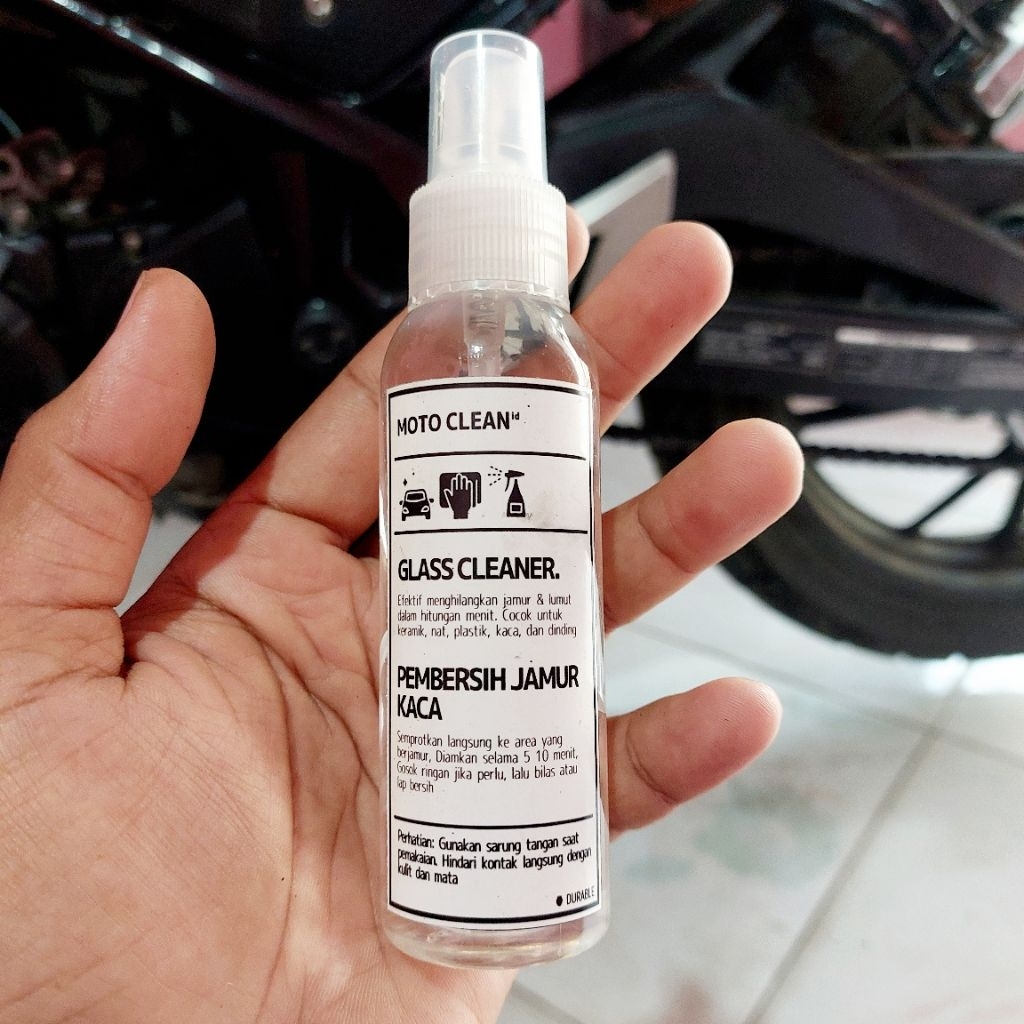 MOTO CLEANid
GLASS CLEANER.
Efektif menghilangkan jamur & lumut
dalam hitungan menit. Cocok untuk
keramik, nat, plastik, kaca, dan dinding
PEMBERSIH JAMUR
KACA
Semprotkan langsung ke area yang
berjamur, Diamkan selama 5 10 menit,
Gosok ringan jika perlu, lalu bilas atau
lap bersih
Perhatian: Gunakan sarung tangan saat
pemakaian. Hindari kontak langsung dengan
kulit dan mata
DURABLE